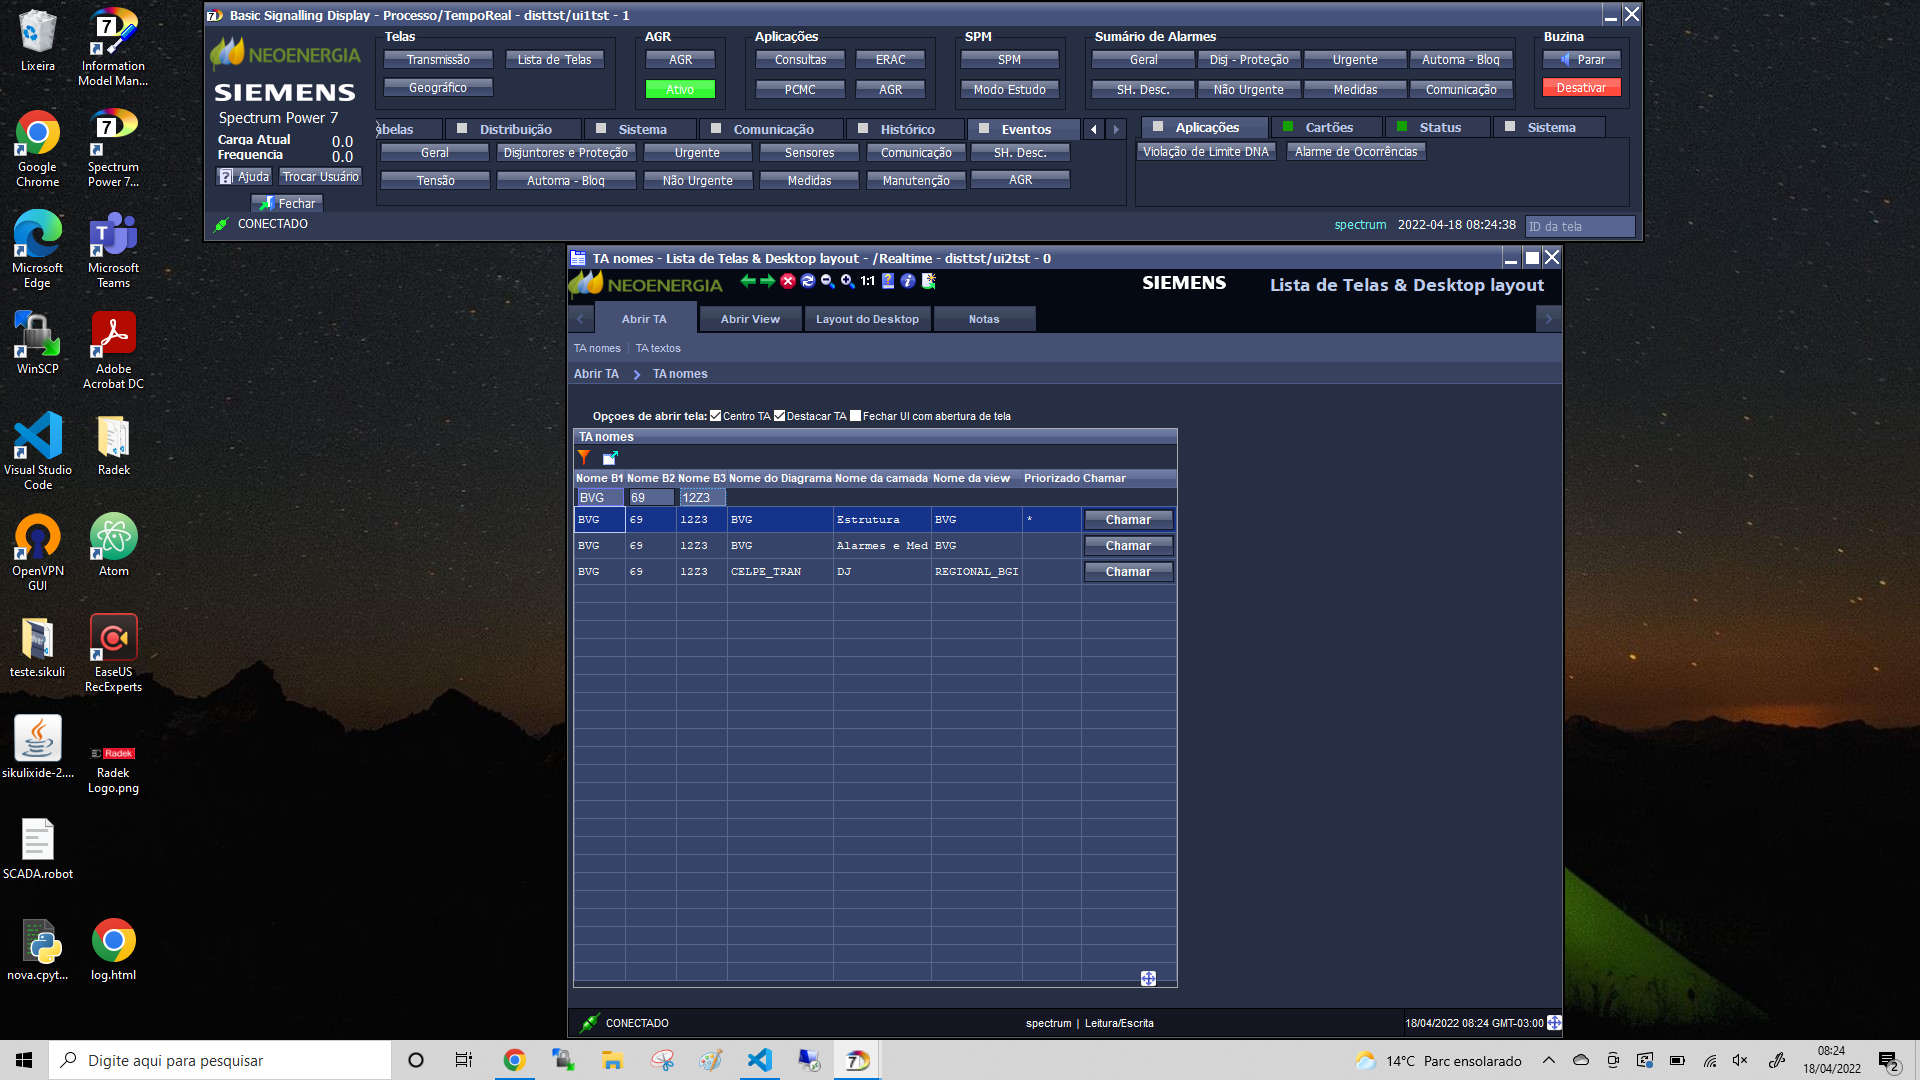 Lixeira
Information Model Man...
Google Chrome
Spectrum Power 7...
Microsoft Edge
Microsoft Teams
WinSCP
Adobe Acrobat DC
Visual Studio Code
Radek
OpenVPN GUI
Atom
teste.sikuli
EaseUS RecExperts
sikulixide-2....
Radek Logo.png
SCADA.robot
nova.cpyt...
log.html
Basic Signalling Display - Processo/TempoReal - disttst/ui1tst - 1
NEOENERGIA
SIEMENS
Spectrum Power 7
Carga Atual 0.0
Frequencia 0.0
Ajuda Trocar Usuário
Fechar
CONECTADO
Telas
Transmissão Lista de Telas
Geográfico
AGR
AGR
Ativo
Aplicações
Consultas ERAC
PCMC AGR
SPM
SPM
Modo Estudo
Sumário de Alarmes
Geral Disj - Proteção Urgente Automa - Bloq
SH. Desc. Não Urgente Medidas Comunicação
Buzina
Parar
Desativar
abelas Distribuição Sistema Comunicação Histórico Eventos
Geral Disjuntores e Proteção Urgente Sensores Comunicação SH. Desc.
Tensão Automa - Bloq Não Urgente Medidas Manutenção AGR
Aplicações Cartões Status Sistema
Violação de Limite DNA Alarme de Ocorrências
spectrum 2022-04-18 08:24:38 ID da tela
TA nomes - Lista de Telas & Desktop layout - /Realtime - disttst/ui2tst - 0
NEOENERGIA 1:1 SIEMENS Lista de Telas & Desktop layout
Abrir TA Abrir View Layout do Desktop Notas
TA nomes TA textos
Abrir TA TA nomes
Opçoes de abrir tela: Centro TA Destacar TA Fechar UI com abertura de tela
TA nomes
Nome B1 Nome B2 Nome B3 Nome do Diagrama Nome da camada Nome da view Priorizado Chamar
BVG 69 12Z3
BVG 69 12Z3 BVG Estrutura BVG * Chamar
BVG 69 12Z3 BVG Alarmes e Med BVG Chamar
BVG 69 12Z3 CELPE_TRAN DJ REGIONAL_BGI Chamar
CONECTADO spectrum | Leitura/Escrita 18/04/2022 08:24 GMT-03:00
Digite aqui para pesquisar
14°C Parc ensolarado
08:24
18/04/2022
2